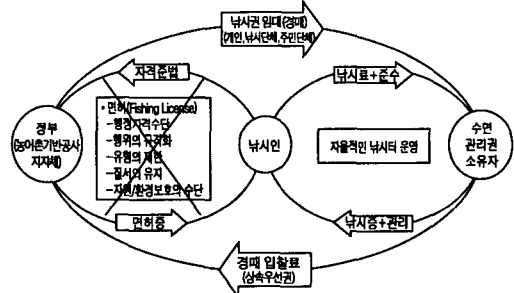 낚시권 임대(경매)
(개인,낚시단체,주민단체)
자격준법
낚시료+준수
• 면허(Fishing License)
–행정자격수단
–행위의 규격화
–유형의 제한
–질서의 유지
–자원/환경보호의 수단
정부
(농어촌기반공사
지자체)
낚시인
자율적인 낚시터 운영
수면
관리권
소유자
면허증
낚시증+관리
경매 입찰료
(상속우선권)